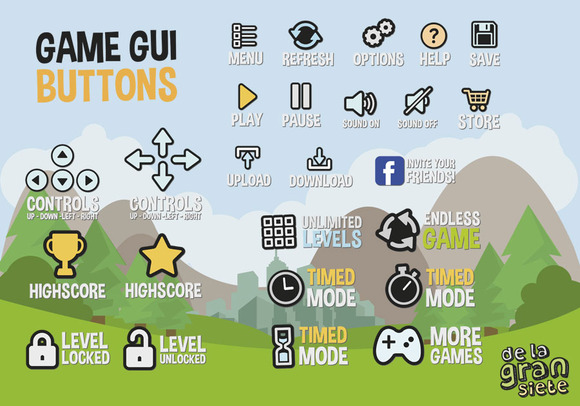 GAME GUI
BUTTONS
MENU
REFRESH
OPTIONS
?
HELP
SAVE
PLAY
PAUSE
SOUND ON
SOUND OFF
STORE
UPLOAD
DOWNLOAD
f
INVITE YOUR
FRIENDS!
CONTROLS
UP - DOWN - LEFT - RIGHT
CONTROLS
UP - DOWN - LEFT - RIGHT
UNLIMITED
LEVELS
ENDLESS
GAME
HIGHSCORE
HIGHSCORE
TIMED
MODE
TIMED
MODE
LEVEL
LOCKED
LEVEL
UNLOCKED
TIMED
MODE
MORE
GAMES
de la
gran
siete